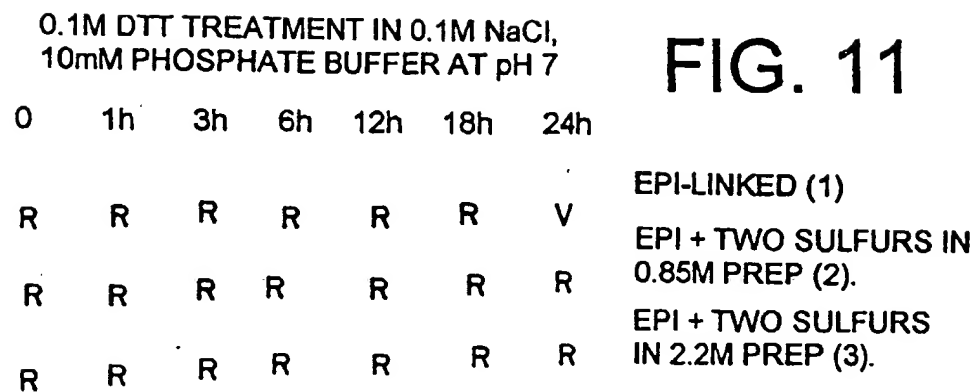 0.1M DTT TREATMENT IN 0.1M NaCl,
10mM PHOSPHATE BUFFER AT pH 7
FIG. 11
0 1h 3h 6h 12h 18h 24h
R R R R R R V
EPI-LINKED (1)
R R R R R R R
EPI + TWO SULFURS IN
0.85M PREP (2).
R R R R R R R
EPI + TWO SULFURS
IN 2.2M PREP (3).